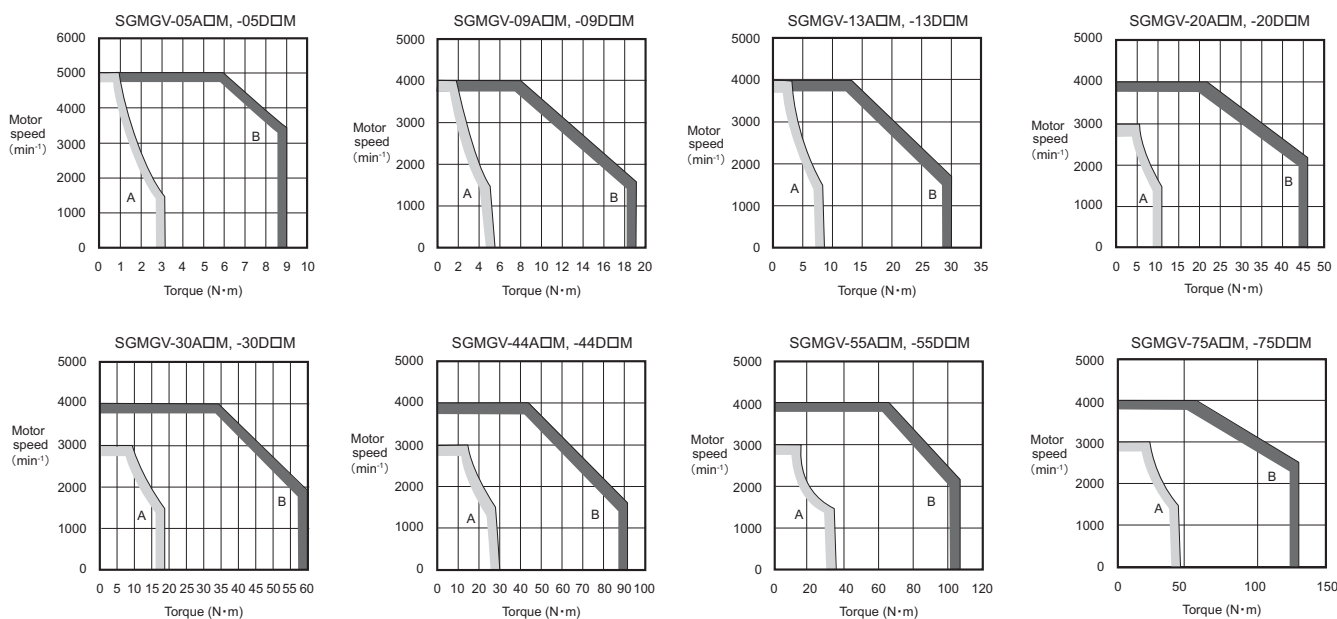 SGMGV-05A□M, -05D□M
6000
5000
4000
3000
2000
1000
0
Motor
speed
(min⁻¹)
A
B
0 1 2 3 4 5 6 7 8 9 10
Torque (N•m)
SGMGV-09A□M, -09D□M
5000
4000
3000
2000
1000
0
Motor
speed
(min⁻¹)
A
B
0 2 4 6 8 10 12 14 16 18 20
Torque (N•m)
SGMGV-13A□M, -13D□M
5000
4000
3000
2000
1000
0
Motor
speed
(min⁻¹)
A
B
0 5 10 15 20 25 30 35
Torque (N•m)
SGMGV-20A□M, -20D□M
5000
4000
3000
2000
1000
0
Motor
speed
(min⁻¹)
A
B
0 5 10 15 20 25 30 35 40 45 50
Torque (N•m)
SGMGV-30A□M, -30D□M
5000
4000
3000
2000
1000
0
Motor
speed
(min⁻¹)
A
B
0 5 10 15 20 25 30 35 40 45 50 55 60
Torque (N•m)
SGMGV-44A□M, -44D□M
5000
4000
3000
2000
1000
0
Motor
speed
(min⁻¹)
A
B
0 10 20 30 40 50 60 70 80 90 100
Torque (N•m)
SGMGV-55A□M, -55D□M
5000
4000
3000
2000
1000
0
Motor
speed
(min⁻¹)
A
B
0 20 40 60 80 100 120
Torque (N•m)
SGMGV-75A□M, -75D□M
5000
4000
3000
2000
1000
0
Motor
speed
(min⁻¹)
A
B
0 50 100 150
Torque (N•m)